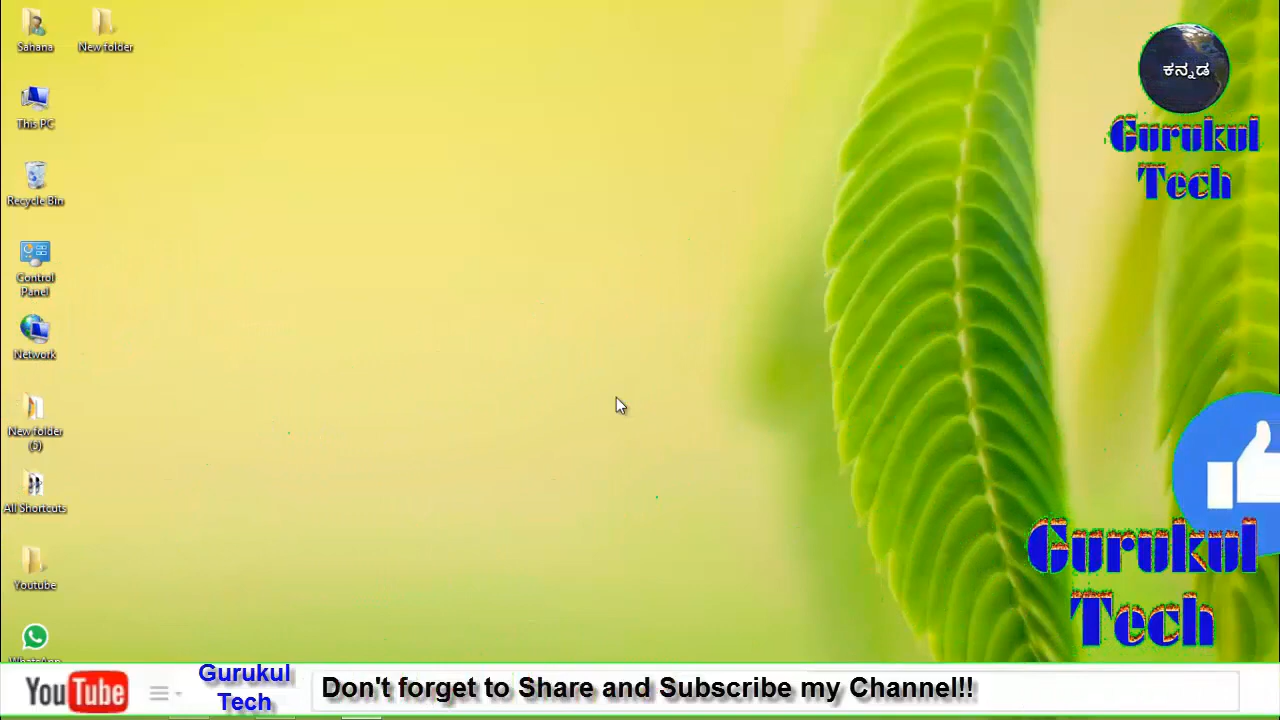 Sahana
New folder
This PC
Recycle Bin
Control
Panel
Network
New folder
(5)
All Shortcuts
Youtube
WhatsApp
ಕನ್ನಡ
Gurukul
Tech
Gurukul
Tech
YouTube
Gurukul
Tech
Don't forget to Share and Subscribe my Channel!!